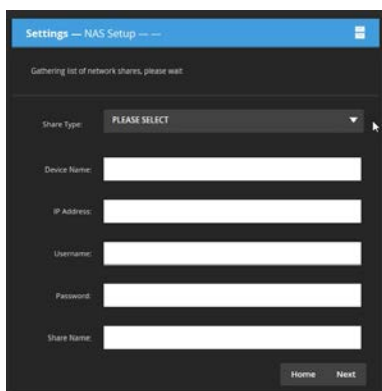 Settings — NAS Setup — —
Gathering list of network shares, please wait
Share Type: PLEASE SELECT
Device Name:
IP Address:
Username:
Password:
Share Name:
Home Next